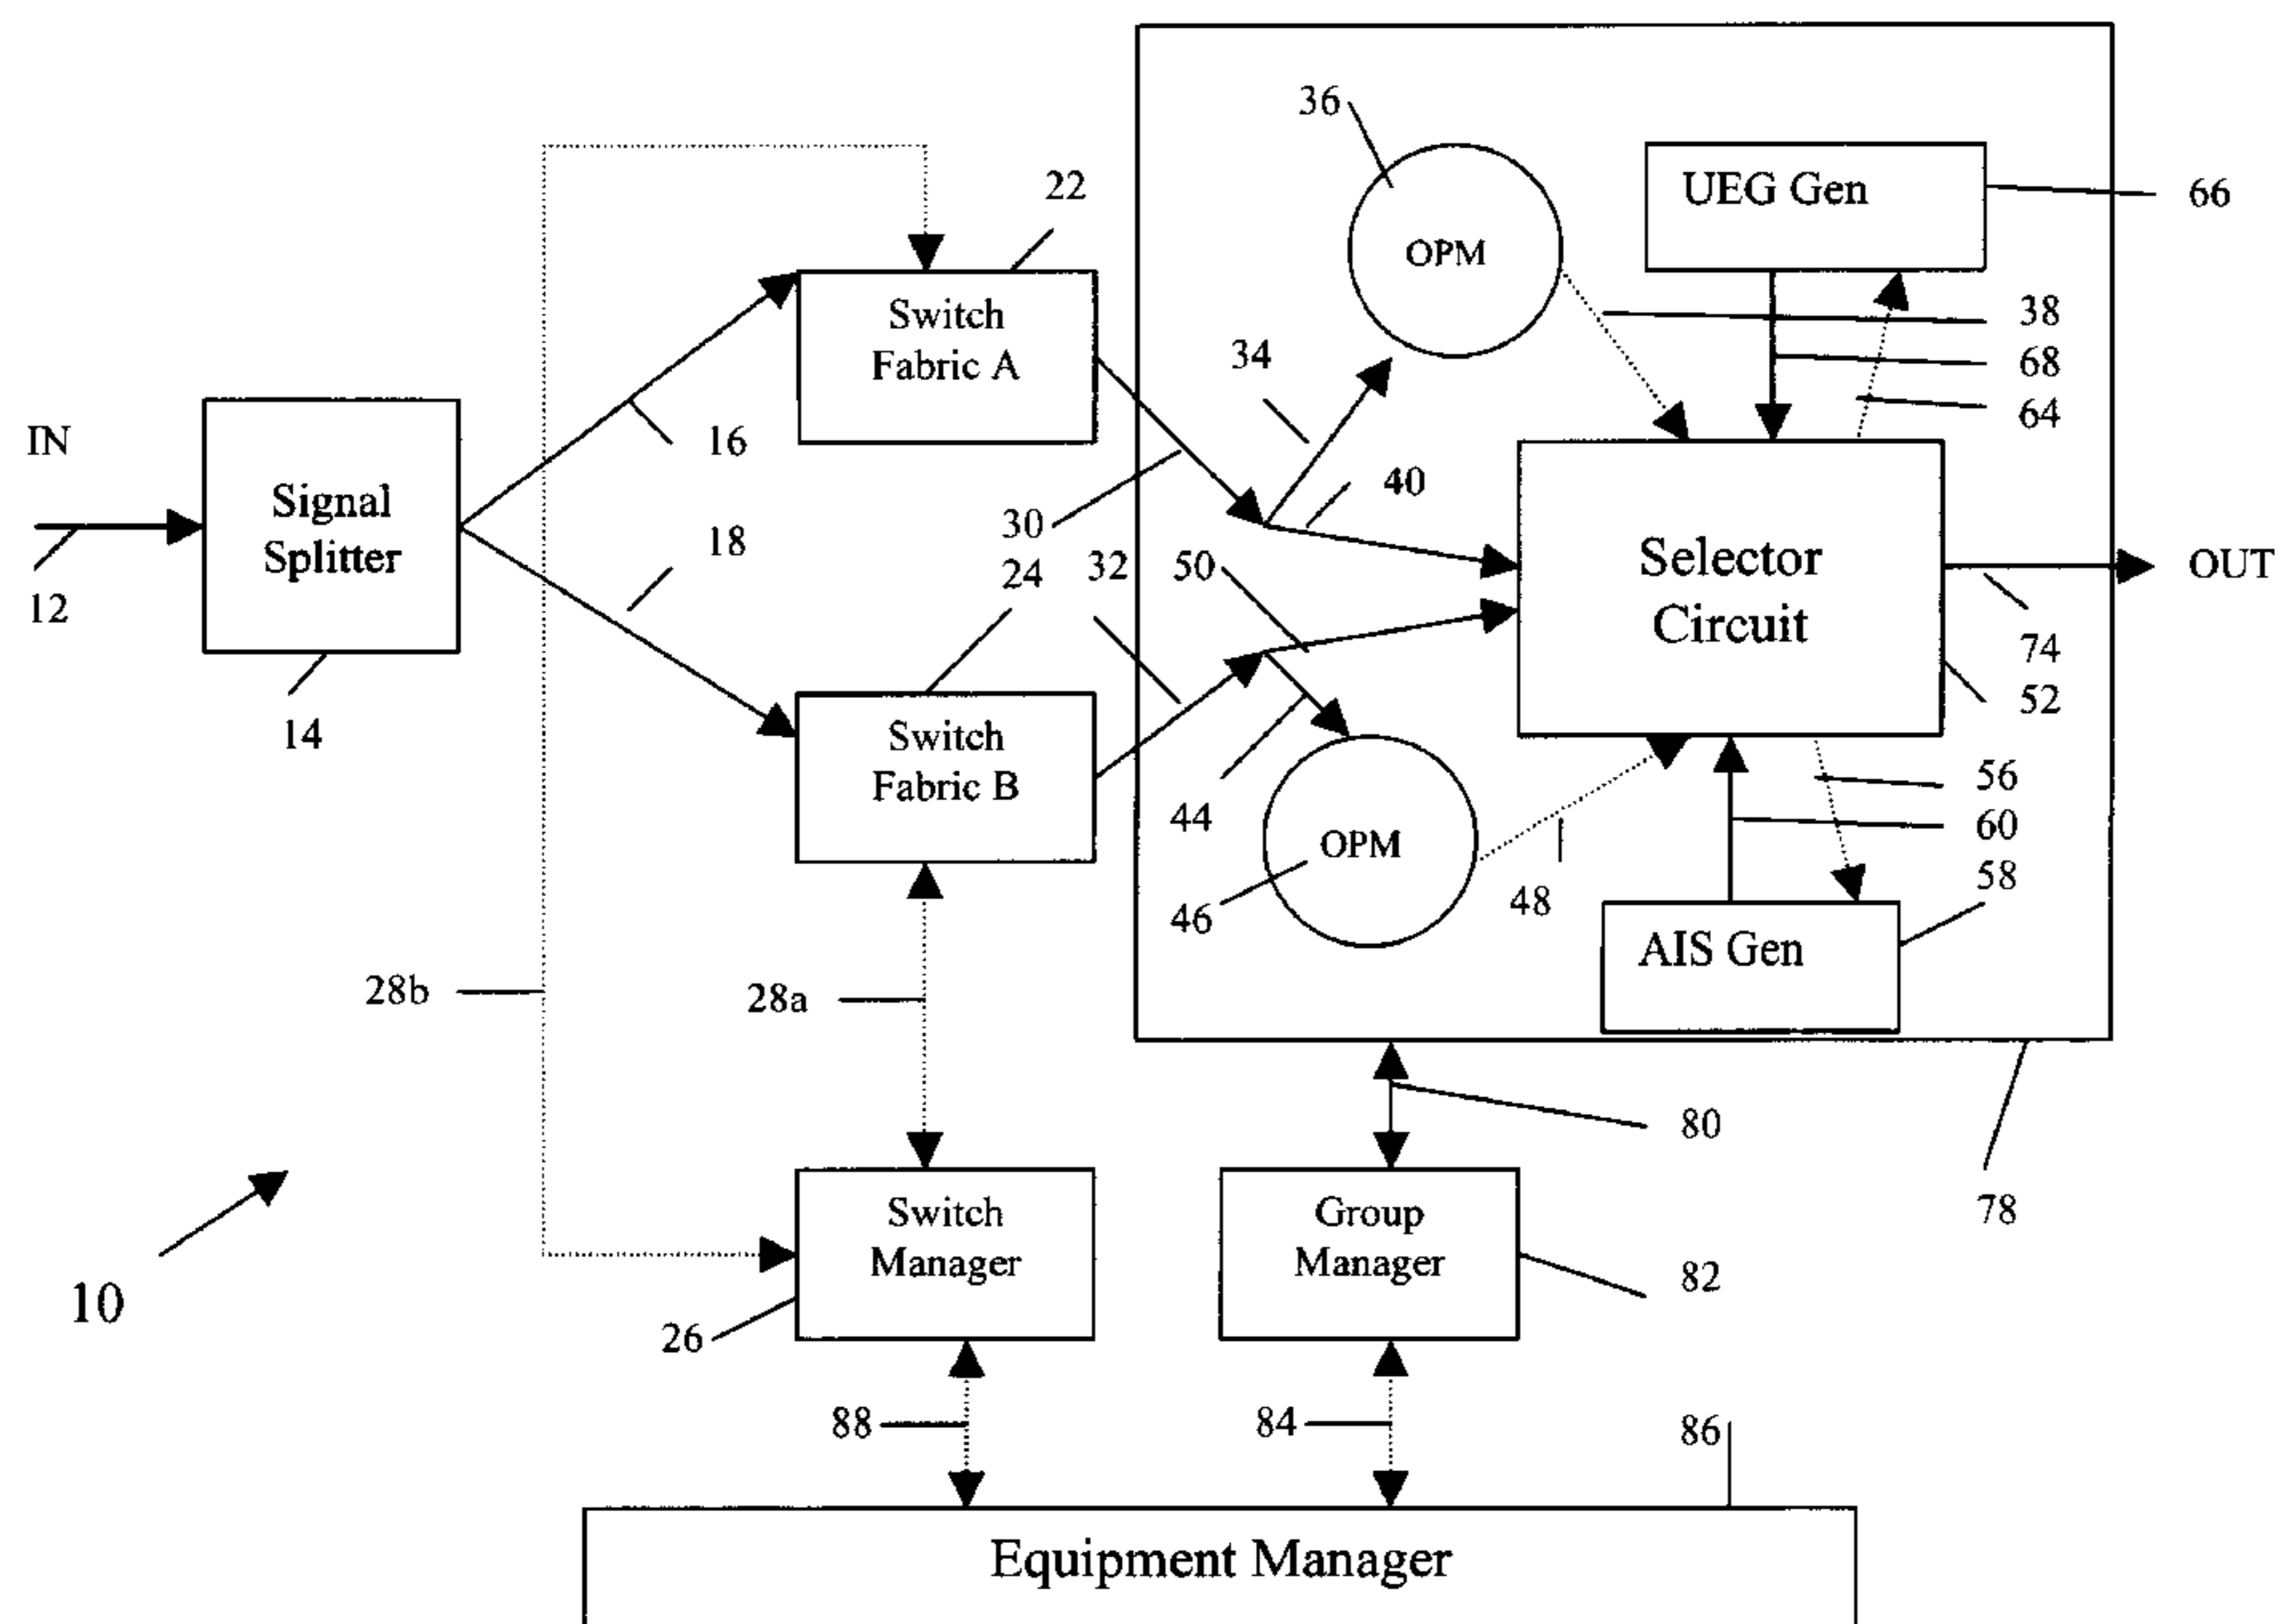 36
UEG Gen
66
22
OPM
Switch
Fabric A
38
34
68
64
IN
16
40
Signal
Splitter
18
30
24
32
50
Selector
Circuit
OUT
12
14
74
52
Switch
Fabric B
44
56
60
58
OPM
46
48
AIS Gen
28b
28a
80
78
Switch
Manager
Group
Manager
82
10
26
88
84
86
Equipment Manager